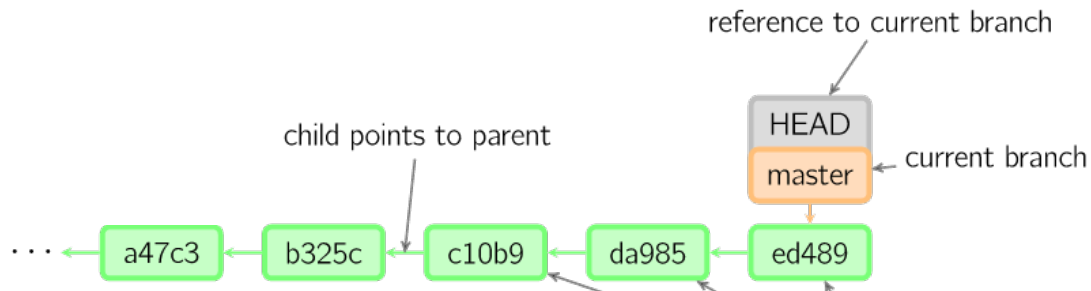 reference to current branch
HEAD
child points to parent
current branch
master
··· a47c3 b325c c10b9 da985 ed489